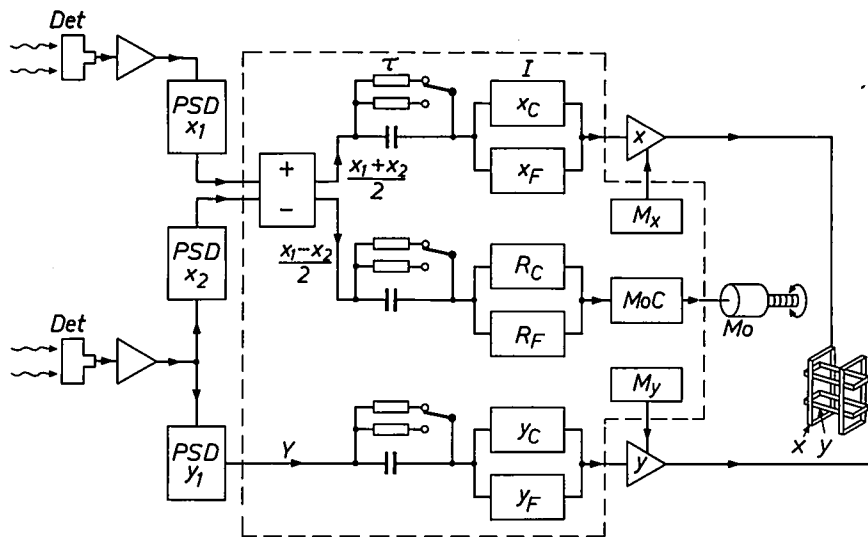 Det
PSD
x1
τ
I
xC
xF
x
Mx
+
−
x1+x2
2
x1−x2
2
PSD
x2
RC
RF
MoC
Mo
Det
My
PSD
y1
Y
yC
yF
y
x y